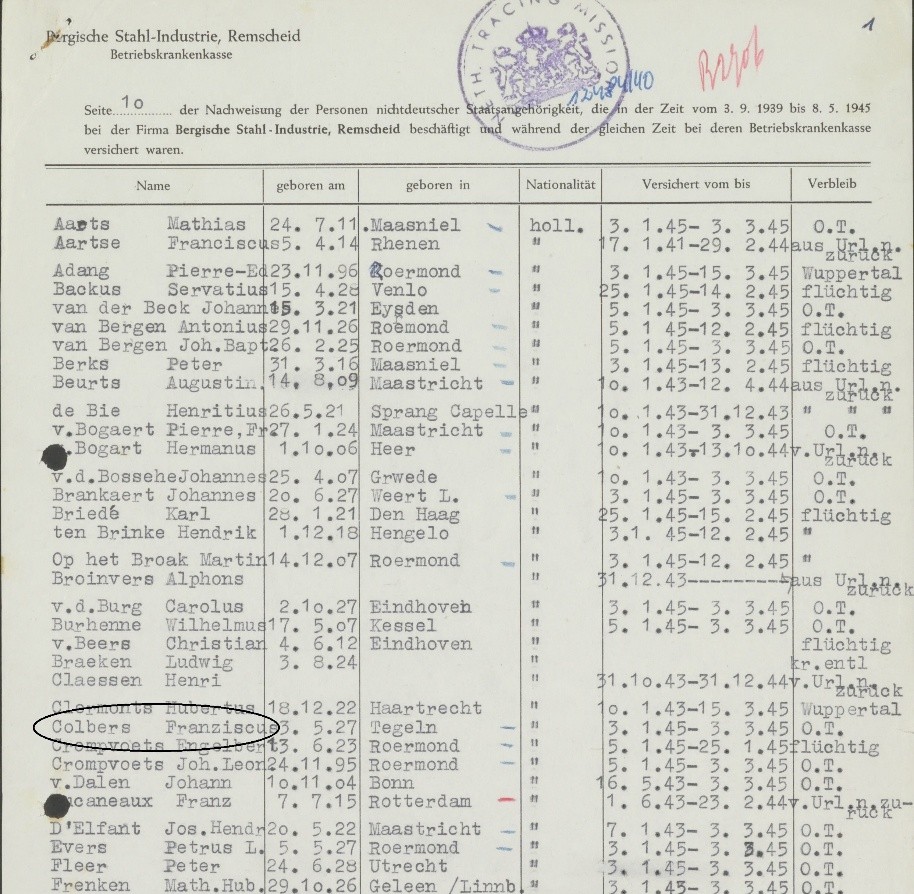 1
Bergische Stahl-Industrie, Remscheid
Betriebskrankenkasse
NETH. TRACING MISSION
Seite 1o der Nachweisung der Personen nichtdeutscher Staatsangehörigkeit, die in der Zeit vom 3. 9. 1939 bis 8. 5. 1945
bei der Firma Bergische Stahl-Industrie, Remscheid beschäftigt und während der gleichen Zeit bei deren Betriebskrankenkasse
versichert waren.
Name geboren am geboren in Nationalität Versichert vom bis Verbleib
Aarts Mathias 24. 7.11. Maasniel holl. 3. 1.45- 3. 3.45 O.T.
Aartse Franciscus 5. 4.14 Rhenen " 17. 1.41-29. 2.44 aus Url.n.
zurück
Adang Pierre-Ed 23.11.96 Roermond " 3. 1.45-15. 3.45 Wuppertal
Backus Servatius 15. 4.28 Venlo " 25. 1.45-14. 2.45 flüchtig
van der Beck Johann 15. 3.21 Eysden " 5. 1.45- 3. 3.45 O.T.
van Bergen Antonius 29.11.26 Roemond " 5. 1 45-12. 2.45 flüchtig
van Bergen Joh.Bapt 26. 2.25 Roermond " 5. 1.45- 3. 3.45 O.T.
Berks Peter 31. 3.16 Maasniel " 3. 1.45-13. 2.45 flüchtig
Beurts Augustin. 14. 8.o9 Maastricht " 1o. 1.43-12. 4.44 aus Url.n.
zurück
de Bie Henritius 26.5.21 Sprang Capelle " 1o. .1.43-31.12.43 " " "
v.Bogaert Pierre,Fr 27. 1.24 Maastricht " 1o. 1.43- 3. 3.45 O.T.
.Bogart Hermanus 1.1o.o6 Heer " 1o. 1.43-13.1o.44 v.Url.n.
zurück
v.d.Bossehe Johannes 25. 4.o7 Grwede " 1o. 1.43- 3. 3.45 O.T.
Brankaert Johannes 2o. 6.27 Weert L. " 3. 1.45- 3. 3.45 O.T.
Briedé Karl 28. 1.21 Den Haag " 25. 1.45-15. 2.45 flüchtig
ten Brinke Hendrik 1.12.18 Hengelo " 3.1. 45-12. 2.45 "
Op het Broak Martin 14.12.o7 Roermond " 3. 1.45-12. 2.45 "
Broinvers Alphons " 31.12.43---------- aus Url.n.
zurück
v.d.Burg Carolus 2.1o.27 Eindhoven " 3. 1.45- 3. 3.45 O.T.
Burhenne Wilhelmus 17. 5.o7 Kessel " 5. 1.45- 3. 3.45 O.T.
v.Beers Christian 4. 6.12 Eindhoven " flüchtig
Braeken Ludwig 3. 8.24 " kr.entl
Claessen Henri " 31.1o.43-31.12.44 v.Url.n.
zurück
Clermonts Hubertus 18.12.22 Haartrecht " 1o. 1.43-15. 3.45 Wuppertal
Colbers Franziscus 3. 5.27 Tegeln " 3. 1.45- 3. 3.45 O.T.
Crompvoets Engelbert 13. 6.23 Roermond " 5. 1.45-25. 1.45 flüchtig
Crompvoets Joh.Leon 24.11.95 Roermond " 5. 1.45- 3. 3.45 O.T.
v.Dalen Johann 1o.11.o4 Bonn " 16. 5.43- 3. 3.45 O.T.
ucaneaux Franz 7. 7.15 Rotterdam " 1. 6.43-23. 2.44 v.Url.n.zu-
rück
D'Elfant Jos.Hendr 2o. 5.22 Maastricht " 7. 1.43- 3. 3.45 O.T.
Evers Petrus L. 5. 5.27 Roermond " 3. 1.45- 3. 3.45 O.T.
Fleer Peter 24. 6.28 Utrecht " 3. 1.45- 3. 3.45 O.T.
Frenken Math.Hub. 29.1o.26 Geleen /Linnb. " 3. 1.45- 3. 3.45 O.T.